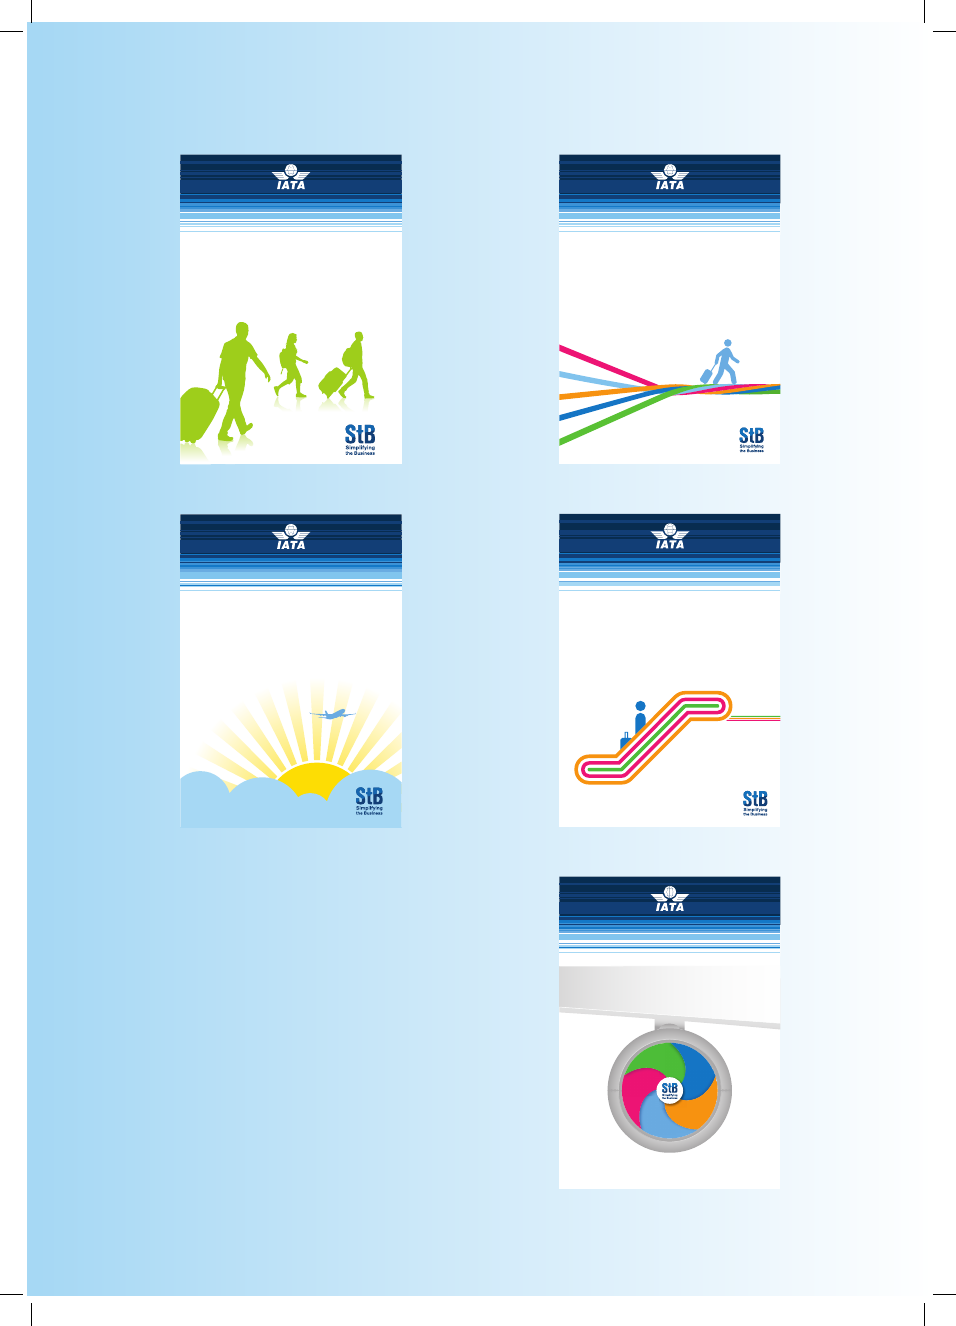 IATA
StB
Simplifying
the Business
IATA
StB
Simplifying
the Business
IATA
StB
Simplifying
the Business
IATA
StB
Simplifying
the Business
IATA
StB
Simplifying
the Business